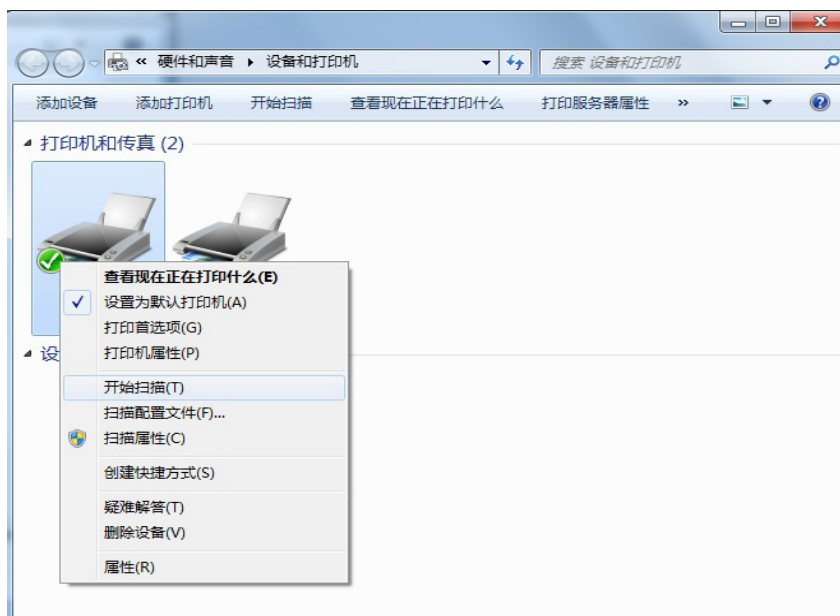 « 硬件和声音 ▸ 设备和打印机
搜索 设备和打印机
添加设备 添加打印机 开始扫描 查看现在正在打印什么 打印服务器属性 »
打印机和传真 (2)
查看现在正在打印什么(E)
设置为默认打印机(A)
打印首选项(G)
打印机属性(P)
设
开始扫描(T)
扫描配置文件(F)...
扫描属性(C)
创建快捷方式(S)
疑难解答(T)
删除设备(V)
属性(R)